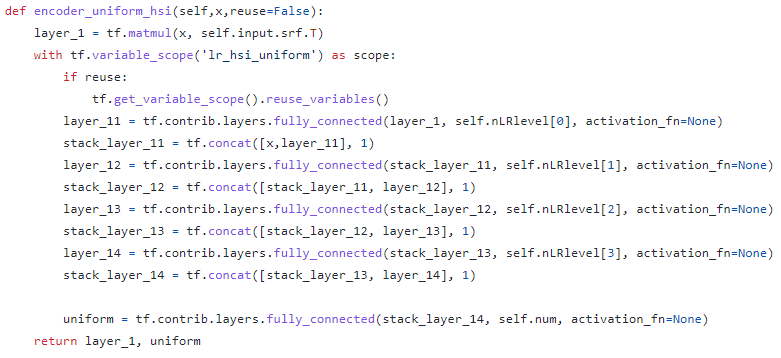 def encoder_uniform_hsi(self,x,reuse=False):
    layer_1 = tf.matmul(x, self.input.srf.T)
    with tf.variable_scope('lr_hsi_uniform') as scope:
        if reuse:
            tf.get_variable_scope().reuse_variables()
        layer_11 = tf.contrib.layers.fully_connected(layer_1, self.nLRlevel[0], activation_fn=None)
        stack_layer_11 = tf.concat([x,layer_11], 1)
        layer_12 = tf.contrib.layers.fully_connected(stack_layer_11, self.nLRlevel[1], activation_fn=None)
        stack_layer_12 = tf.concat([stack_layer_11, layer_12], 1)
        layer_13 = tf.contrib.layers.fully_connected(stack_layer_12, self.nLRlevel[2], activation_fn=None)
        stack_layer_13 = tf.concat([stack_layer_12, layer_13], 1)
        layer_14 = tf.contrib.layers.fully_connected(stack_layer_13, self.nLRlevel[3], activation_fn=None)
        stack_layer_14 = tf.concat([stack_layer_13, layer_14], 1)

        uniform = tf.contrib.layers.fully_connected(stack_layer_14, self.num, activation_fn=None)
    return layer_1, uniform